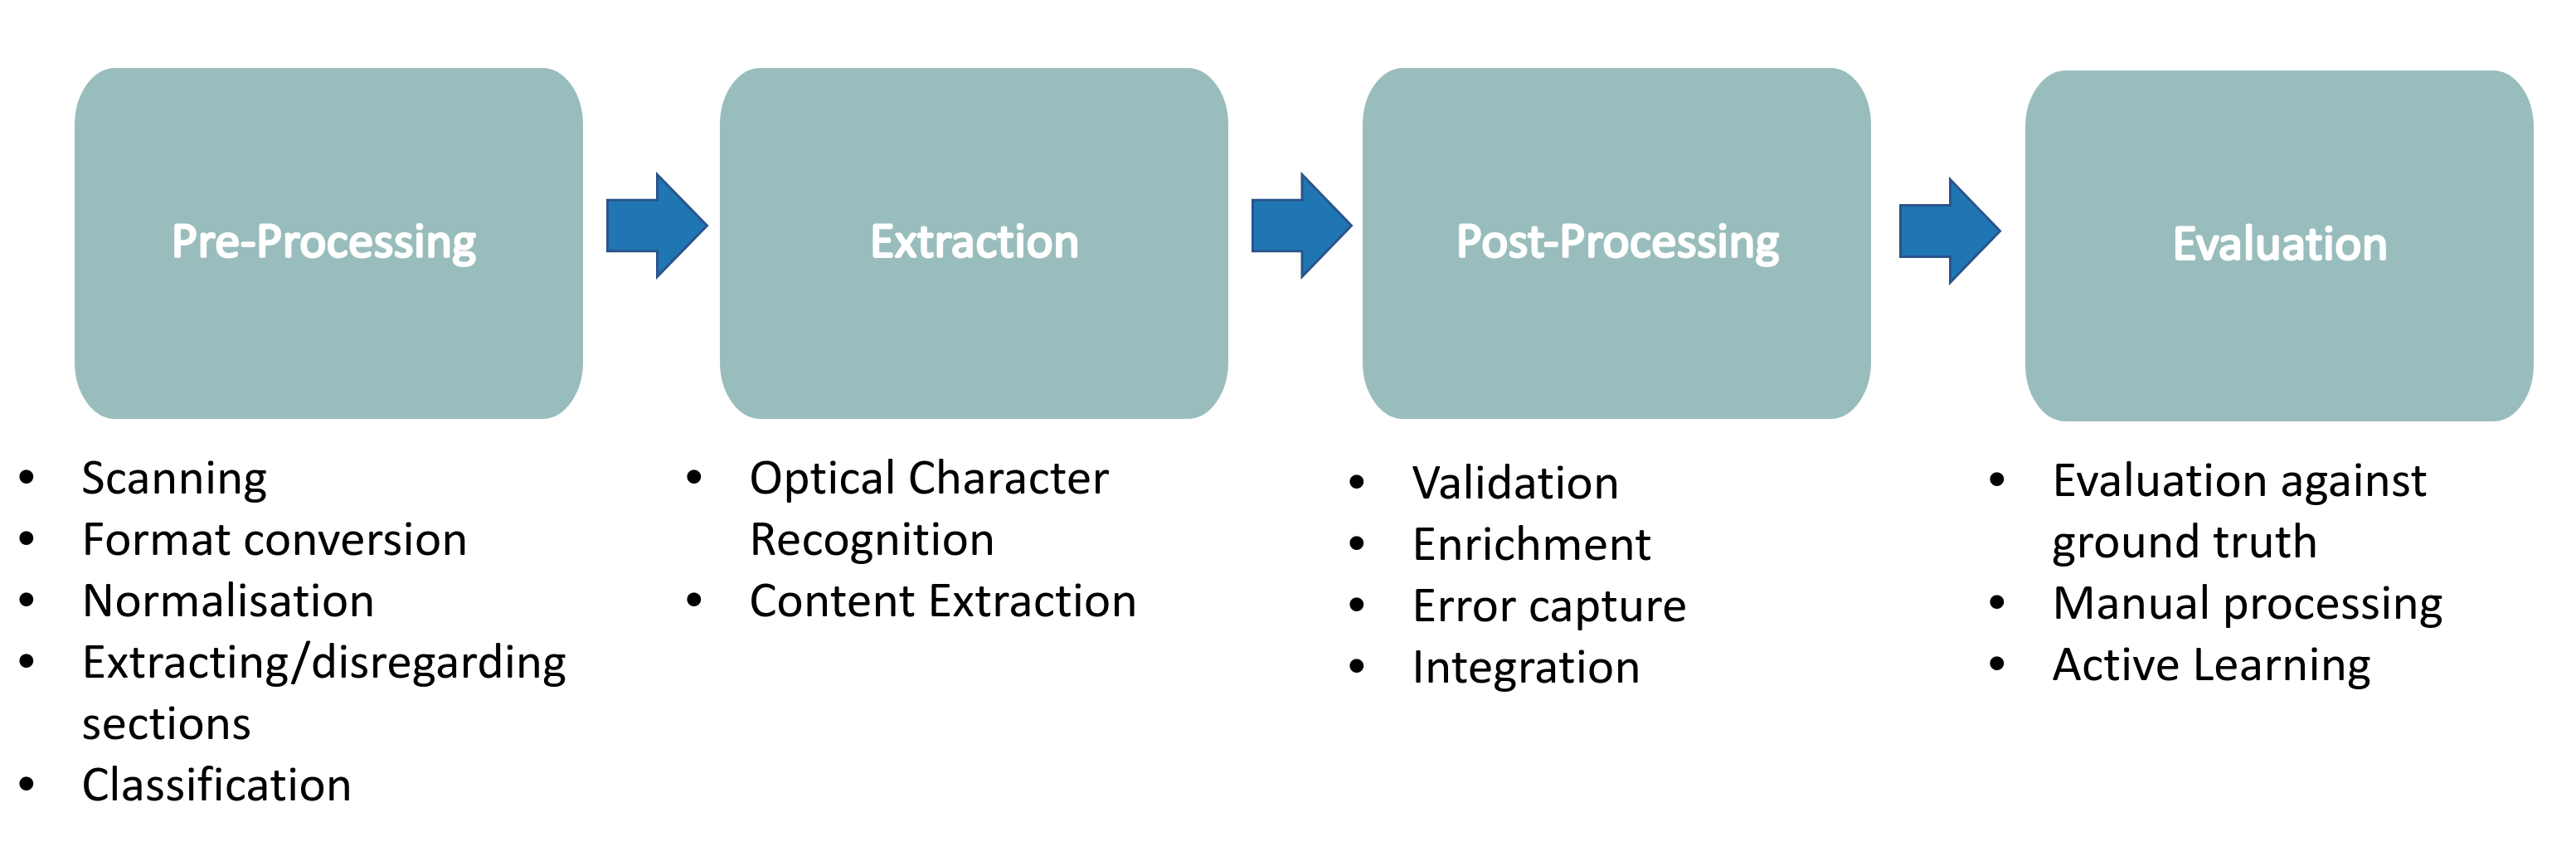 Pre-Processing
• Scanning
• Format conversion
• Normalisation
• Extracting/disregarding
sections
• Classification
Extraction
• Optical Character
Recognition
• Content Extraction
Post-Processing
• Validation
• Enrichment
• Error capture
• Integration
Evaluation
• Evaluation against
ground truth
• Manual processing
• Active Learning